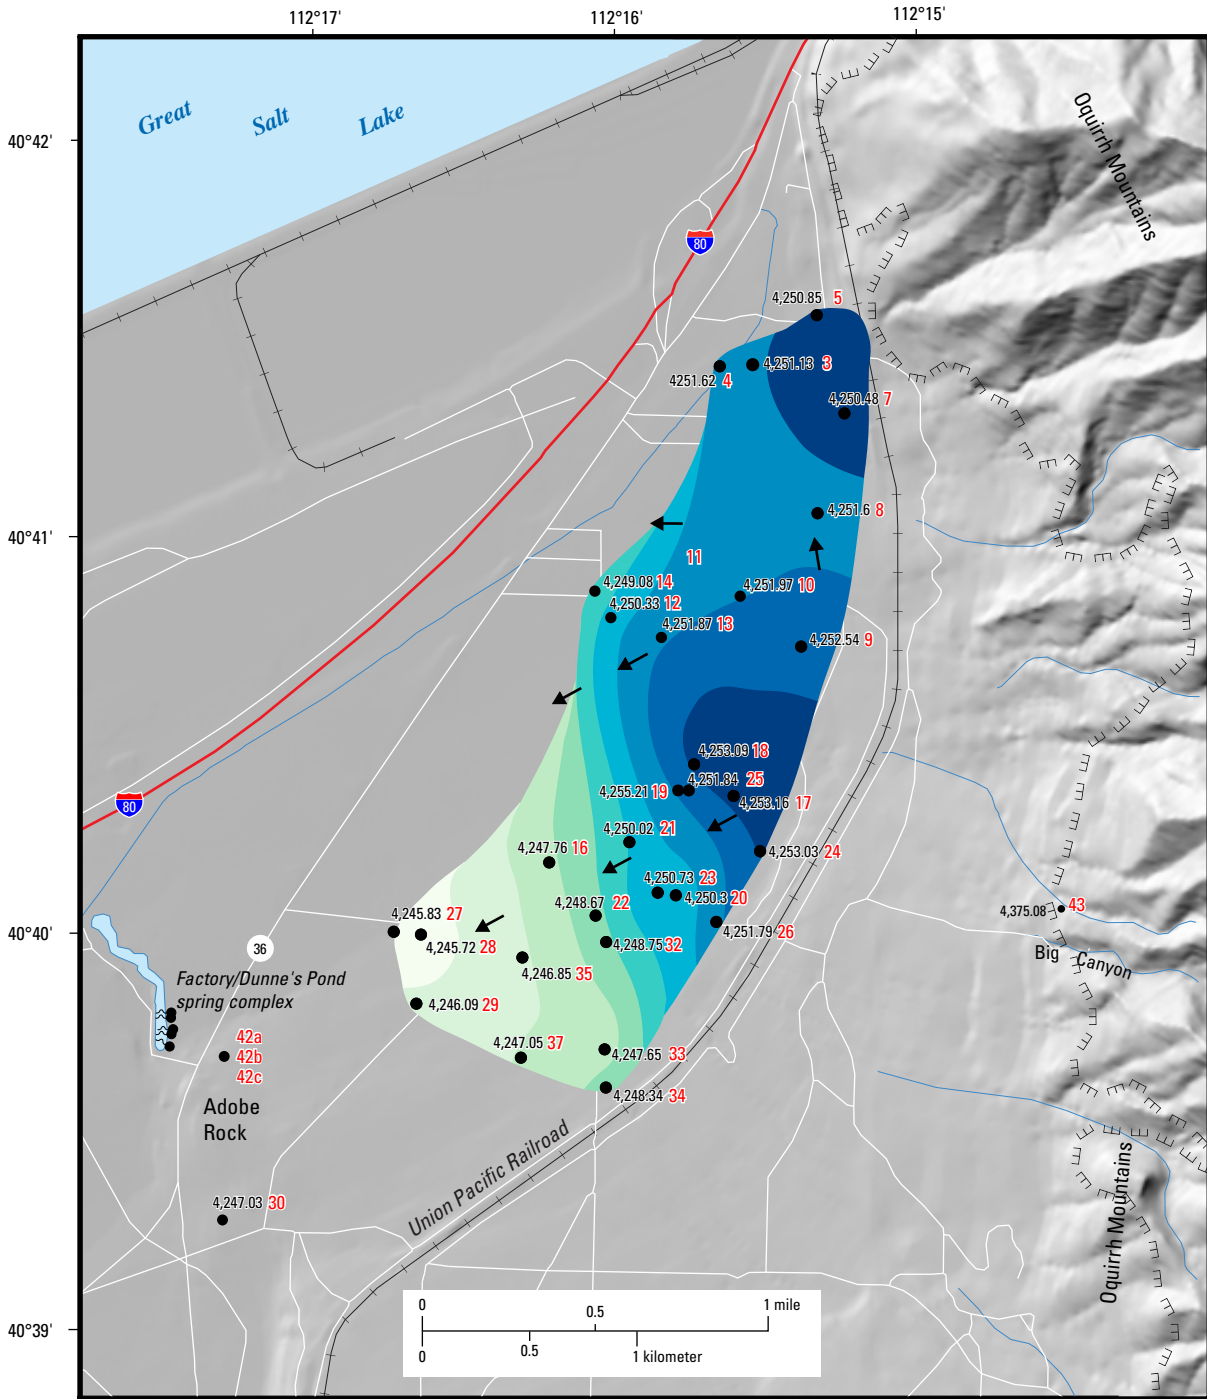 112°17' 112°16' 112°15'
40°42'
40°41'
40°40'
40°39'
Great Salt Lake
Oquirrh Mountains
80
4,250.85 5
4,251.13 3
4251.62 4
4,250.48 7
4,251.6 8
11
4,249.08 14
4,251.97 10
4,250.33 12
4,251.87 13
4,252.54 9
4,253.09 18
4,251.84 25
4,255.21 19
4,253.16 17
80
4,250.02 21
4,247.76 16
4,253.03 24
4,250.73 23
4,250.3 20
4,248.67 22
4,245.83 27
4,251.79 26
4,375.08 43
4,245.72 28
4,248.75 32
36
Big Canyon
4,246.85 35
Factory/Dunne's Pond
spring complex
4,246.09 29
42a
42b
42c
4,247.05 37
4,247.65 33
4,248.34 34
Adobe
Rock
Union Pacific Railroad
Oquirrh Mountains
4,247.03 30
0 0.5 1 mile
0 0.5 1 kilometer